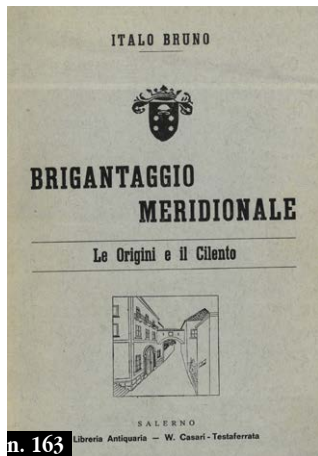 ITALO BRUNO
BRIGANTAGGIO
MERIDIONALE
Le Origini e il Cilento
SALERNO
Libreria Antiquaria — W. Casari - Testaferrata
n. 163